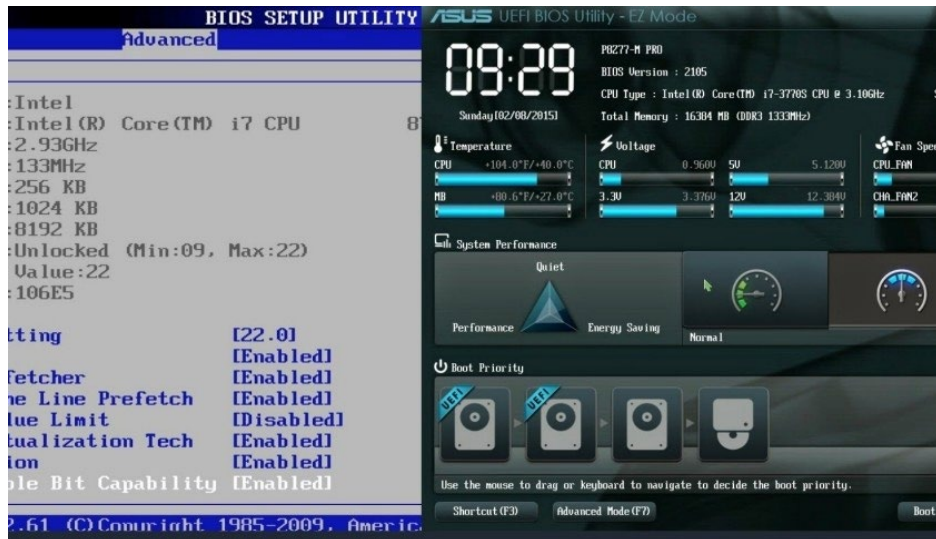 BIOS SETUP UTILITY
Advanced
:Intel
:Intel(R) Core(TM) i7 CPU 8
:2.93GHz
:133MHz
:256 KB
:1024 KB
:8192 KB
:Unlocked (Min:09, Max:22)
Value:22
:106E5
tting [22.0]
[Enabled]
fetcher [Enabled]
ne Line Prefetch [Enabled]
lue Limit [Disabled]
tualization Tech [Enabled]
ion [Enabled]
ble Bit Capability [Enabled]
2.61 (C)Copyright 1985-2009, Americ
ASUS UEFI BIOS Utility - EZ Mode
09:29
Sunday[02/08/2015]
P8Z77-M PRO
BIOS Version : 2105
CPU Type : Intel(R) Core(TM) i7-3770S CPU @ 3.10GHz
Total Memory : 16384 MB (DDR3 1333MHz)
Temperature
CPU +104.0°F/+40.0°C
MB +80.6°F/+27.0°C
Voltage
CPU 0.960V 5V 5.120V
3.3V 3.376V 12V 12.384V
Fan Spee
CPU_FAN
CHA_FAN2
System Performance
Quiet
Performance
Energy Saving
Normal
Boot Priority
UEFI
UEFI
Use the mouse to drag or keyboard to navigate to decide the boot priority.
Shortcut(F3)
Advanced Mode(F7)
Boot